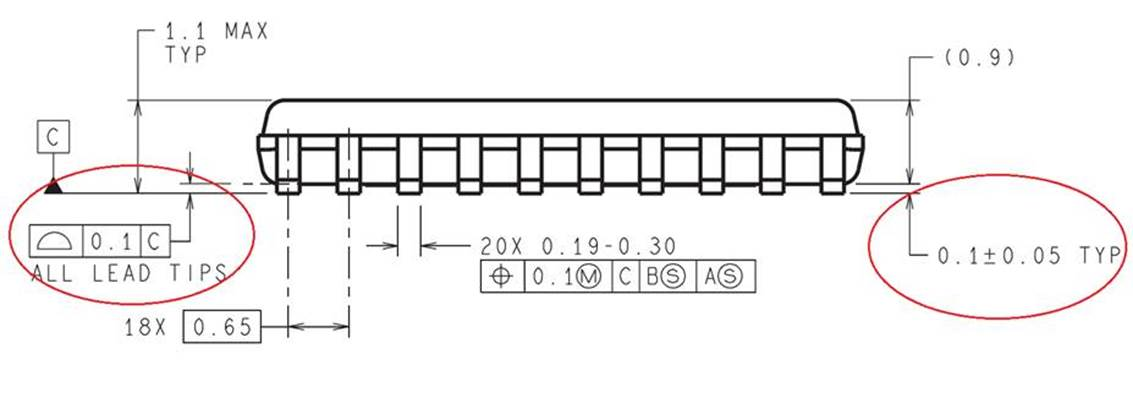 1.1 MAX
TYP
(0.9)
C
⌓ 0.1 C
ALL LEAD TIPS
0.1±0.05 TYP
20X 0.19-0.30
⌖ 0.1Ⓜ C BⓈ AⓈ
18X 0.65